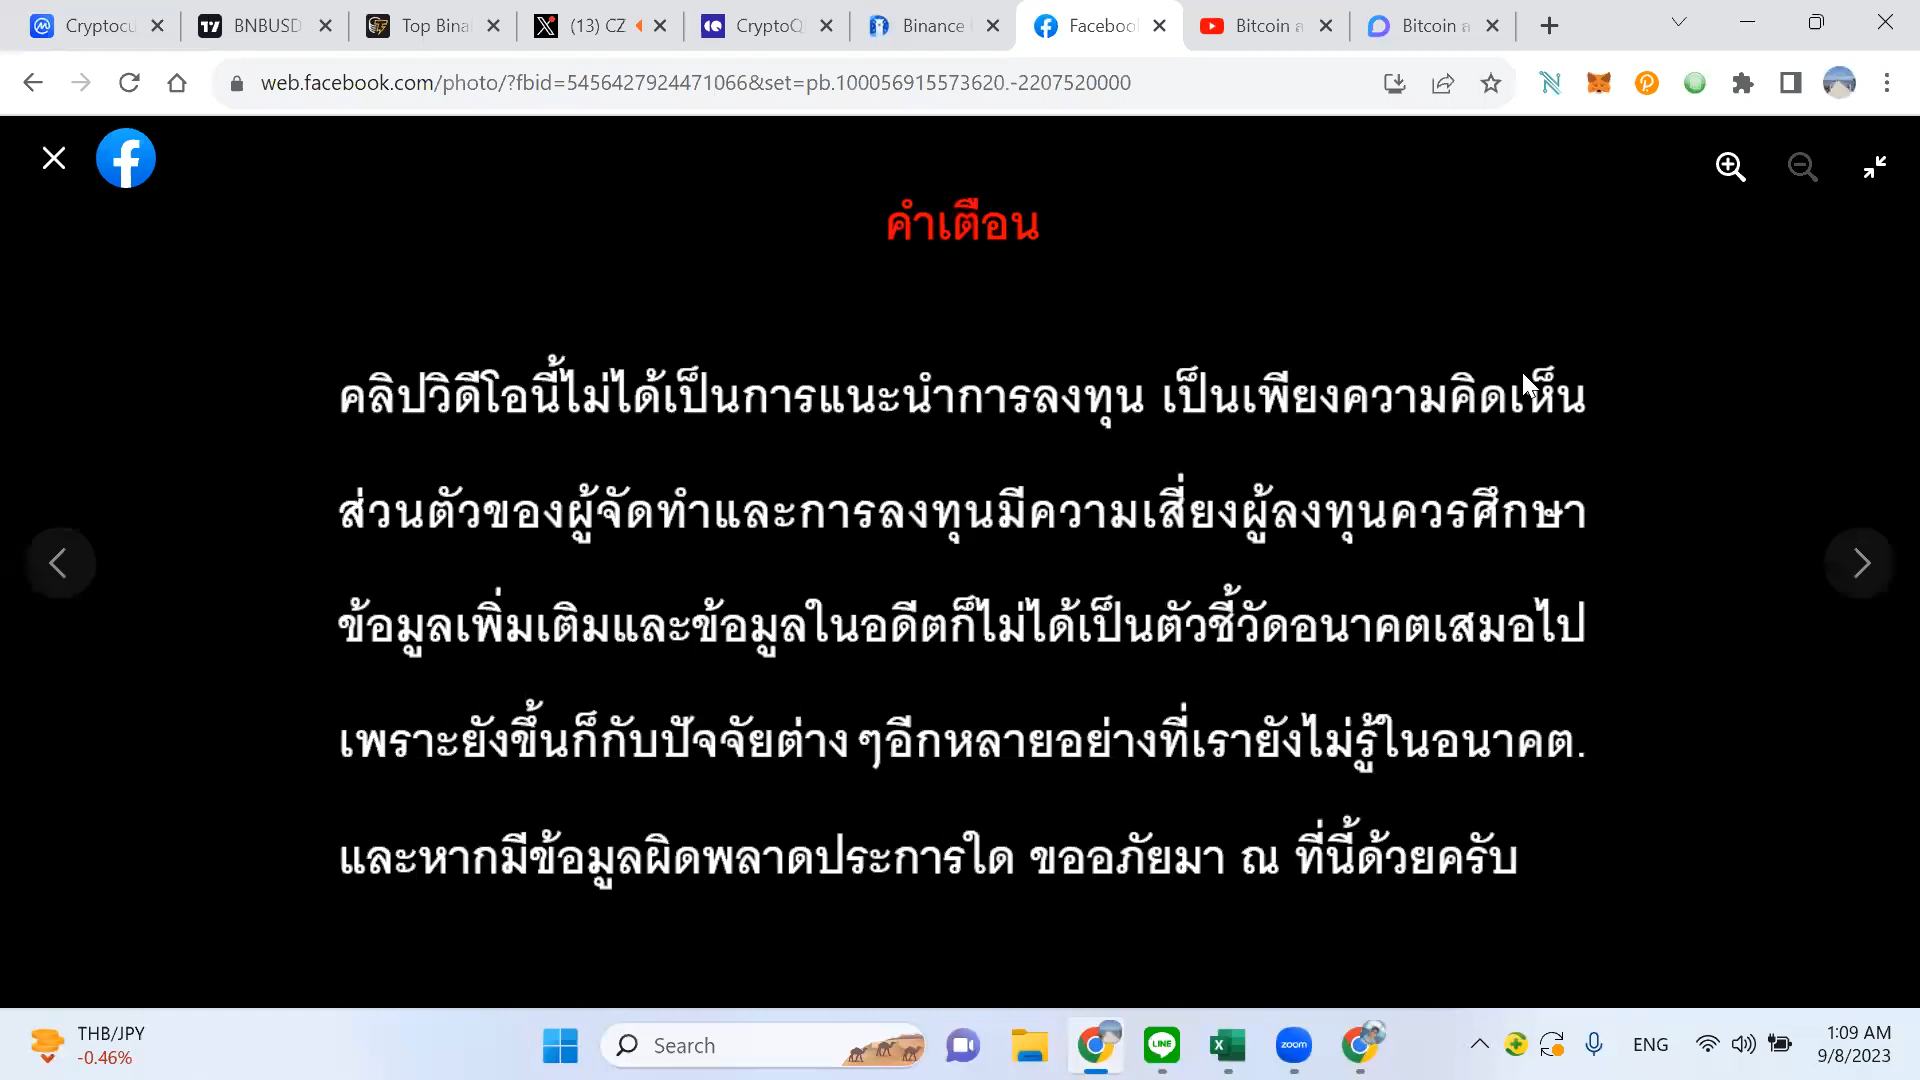 Cryptocu
BNBUSD
Top Bina
(13) CZ
CryptoQ
Binance
Facebook
Bitcoin a
Bitcoin a
web.facebook.com/photo/?fbid=5456427924471066&set=pb.100056915573620.-2207520000
คำเตือน
คลิปวิดีโอนี้ไม่ได้เป็นการแนะนำการลงทุน เป็นเพียงความคิดเห็น
ส่วนตัวของผู้จัดทำและการลงทุนมีความเสี่ยงผู้ลงทุนควรศึกษา
ข้อมูลเพิ่มเติมและข้อมูลในอดีตก็ไม่ได้เป็นตัวชี้วัดอนาคตเสมอไป
เพราะยังขึ้นก็กับปัจจัยต่างๆอีกหลายอย่างที่เรายังไม่รู้ในอนาคต.
และหากมีข้อมูลผิดพลาดประการใด ขออภัยมา ณ ที่นี้ด้วยครับ
THB/JPY
-0.46%
Search
LINE
zoom
ENG
1:09 AM
9/8/2023